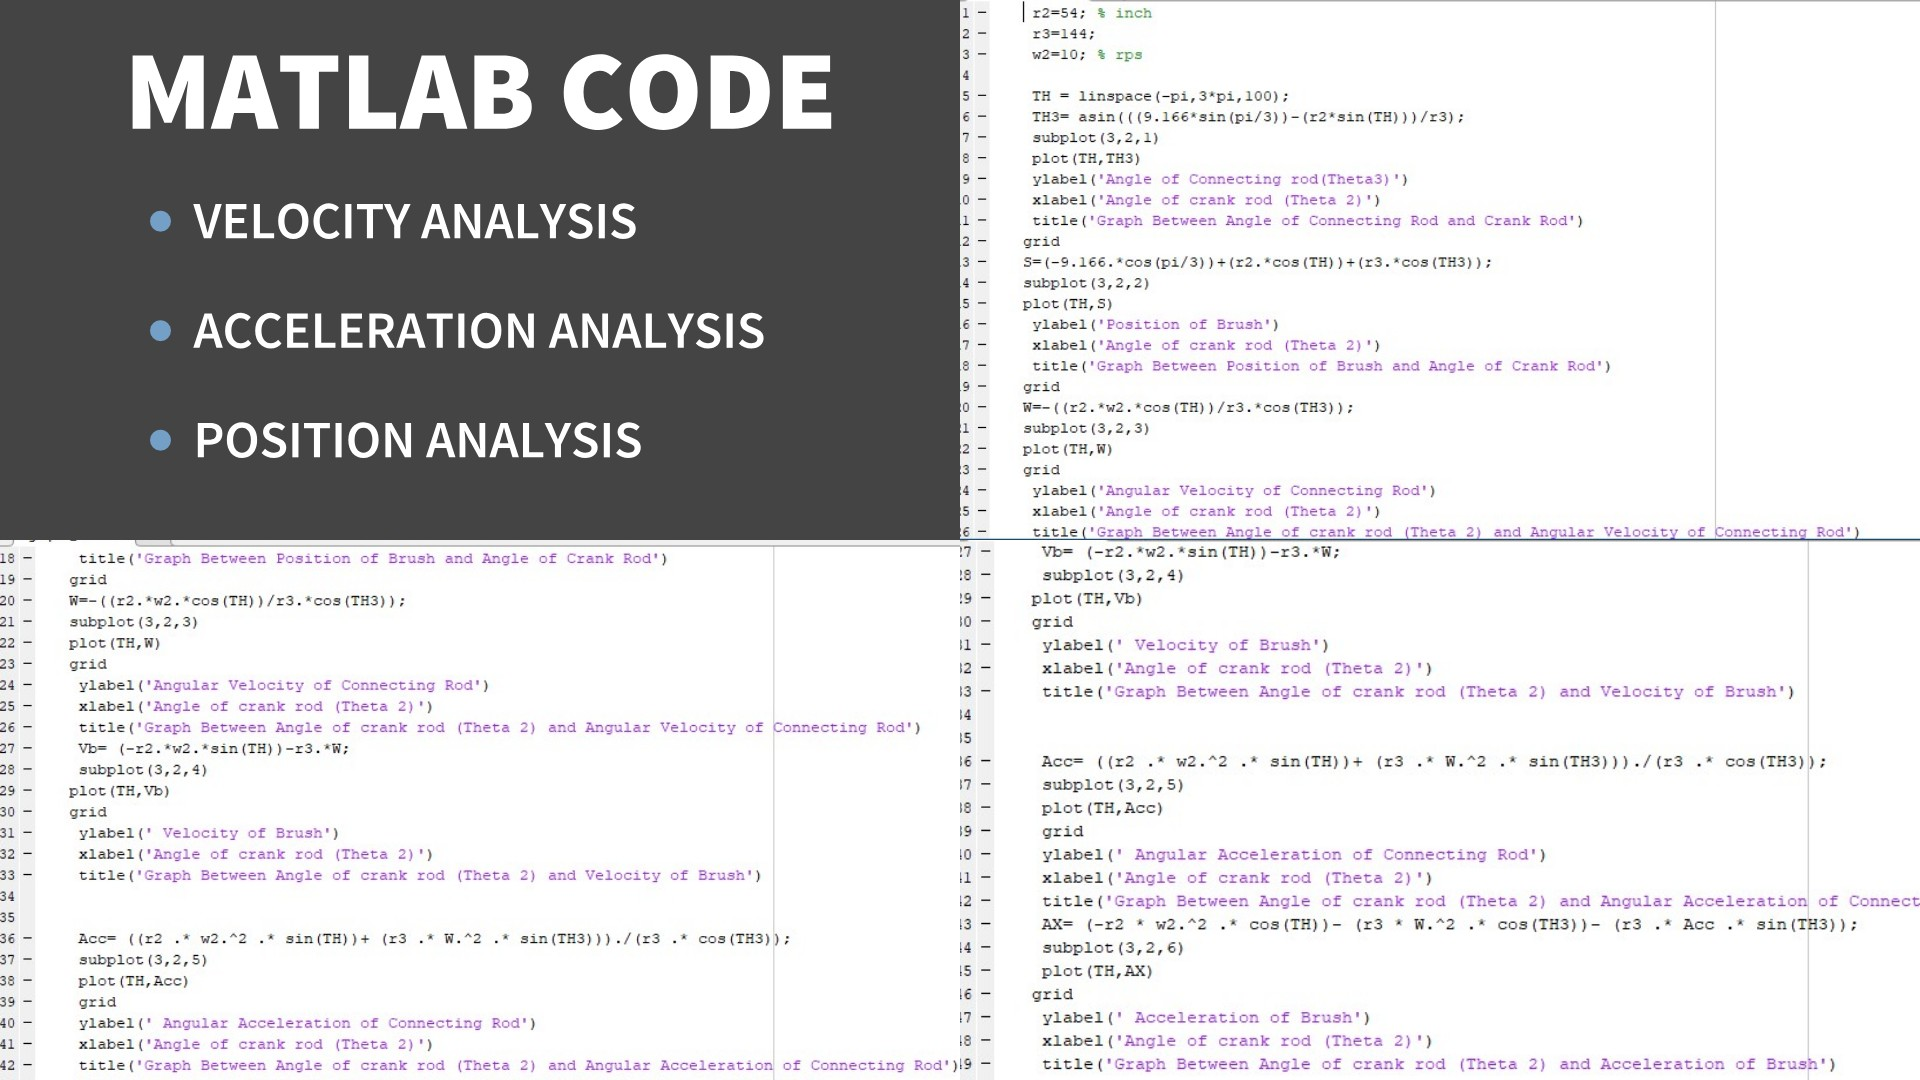 MATLAB CODE
VELOCITY ANALYSIS
ACCELERATION ANALYSIS
POSITION ANALYSIS
1 – r2=54; % inch
2 – r3=144;
3 – w2=10; % rps
4
5 – TH = linspace(-pi,3*pi,100);
6 – TH3= asin(((9.166*sin(pi/3))-(r2*sin(TH)))/r3);
7 – subplot(3,2,1)
8 – plot(TH,TH3)
9 – ylabel('Angle of Connecting rod(Theta3)')
0 – xlabel('Angle of crank rod (Theta 2)')
1 – title('Graph Between Angle of Connecting Rod and Crank Rod')
2 – grid
3 – S=(-9.166.*cos(pi/3))+(r2.*cos(TH))+(r3.*cos(TH3));
4 – subplot(3,2,2)
5 – plot(TH,S)
6 – ylabel('Position of Brush')
7 – xlabel('Angle of crank rod (Theta 2)')
8 – title('Graph Between Position of Brush and Angle of Crank Rod')
9 – grid
0 – W=-((r2.*w2.*cos(TH))/r3.*cos(TH3));
1 – subplot(3,2,3)
2 – plot(TH,W)
3 – grid
4 – ylabel('Angular Velocity of Connecting Rod')
5 – xlabel('Angle of crank rod (Theta 2)')
6 – title('Graph Between Angle of crank rod (Theta 2) and Angular Velocity of Connecting Rod')
18 – title('Graph Between Position of Brush and Angle of Crank Rod')
19 – grid
20 – W=-((r2.*w2.*cos(TH))/r3.*cos(TH3));
21 – subplot(3,2,3)
22 – plot(TH,W)
23 – grid
24 – ylabel('Angular Velocity of Connecting Rod')
25 – xlabel('Angle of crank rod (Theta 2)')
26 – title('Graph Between Angle of crank rod (Theta 2) and Angular Velocity of Connecting Rod')
27 – Vb= (-r2.*w2.*sin(TH))-r3.*W;
28 – subplot(3,2,4)
29 – plot(TH,Vb)
30 – grid
31 – ylabel(' Velocity of Brush')
32 – xlabel('Angle of crank rod (Theta 2)')
33 – title('Graph Between Angle of crank rod (Theta 2) and Velocity of Brush')
34
35
36 – Acc= ((r2 .* w2.^2 .* sin(TH))+ (r3 .* W.^2 .* sin(TH3)))./(r3 .* cos(TH3));
37 – subplot(3,2,5)
38 – plot(TH,Acc)
39 – grid
40 – ylabel(' Angular Acceleration of Connecting Rod')
41 – xlabel('Angle of crank rod (Theta 2)')
42 – title('Graph Between Angle of crank rod (Theta 2) and Angular Acceleration of Connecting Rod')
27 – Vb= (-r2.*w2.*sin(TH))-r3.*W;
28 – subplot(3,2,4)
29 – plot(TH,Vb)
30 – grid
31 – ylabel(' Velocity of Brush')
32 – xlabel('Angle of crank rod (Theta 2)')
33 – title('Graph Between Angle of crank rod (Theta 2) and Velocity of Brush')
34
35
36 – Acc= ((r2 .* w2.^2 .* sin(TH))+ (r3 .* W.^2 .* sin(TH3)))./(r3 .* cos(TH3));
37 – subplot(3,2,5)
38 – plot(TH,Acc)
39 – grid
40 – ylabel(' Angular Acceleration of Connecting Rod')
41 – xlabel('Angle of crank rod (Theta 2)')
42 – title('Graph Between Angle of crank rod (Theta 2) and Angular Acceleration of Connect
43 – AX= (-r2 * w2.^2 .* cos(TH))- (r3 * W.^2 .* cos(TH3))- (r3 .* Acc .* sin(TH3));
44 – subplot(3,2,6)
45 – plot(TH,AX)
46 – grid
47 – ylabel(' Acceleration of Brush')
48 – xlabel('Angle of crank rod (Theta 2)')
49 – title('Graph Between Angle of crank rod (Theta 2) and Acceleration of Brush')